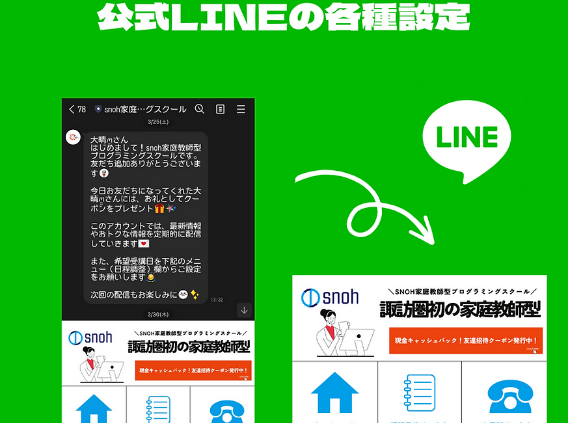 公式LINEの各種設定
78
snoh家庭…グスクール
3/25(土)
大晴
さん
はじめまして！snoh家庭教師型
プログラミングスクールです。
友だち追加ありがとうございま
す
今日お友だちになってくれた大
晴
さんには、お礼としてクー
ポンをプレゼント
このアカウントでは、最新情報
やおトクな情報を定期的に配信
していきます
また、希望受講日を下記のメニ
ュー（日程調整）欄からご設定
をお願いします
次回の配信もお楽しみに
LINE
snoh
＼SNOH家庭教師型プログラミングスクール／
諏訪圏初の家庭教師型
現金キャッシュバック！友達招待クーポン発行中！
snoh
＼SNOH家庭教師型プログラミングスクール／
諏訪圏初の家庭教師型
現金キャッシュバック！友達招待クーポン発行中！